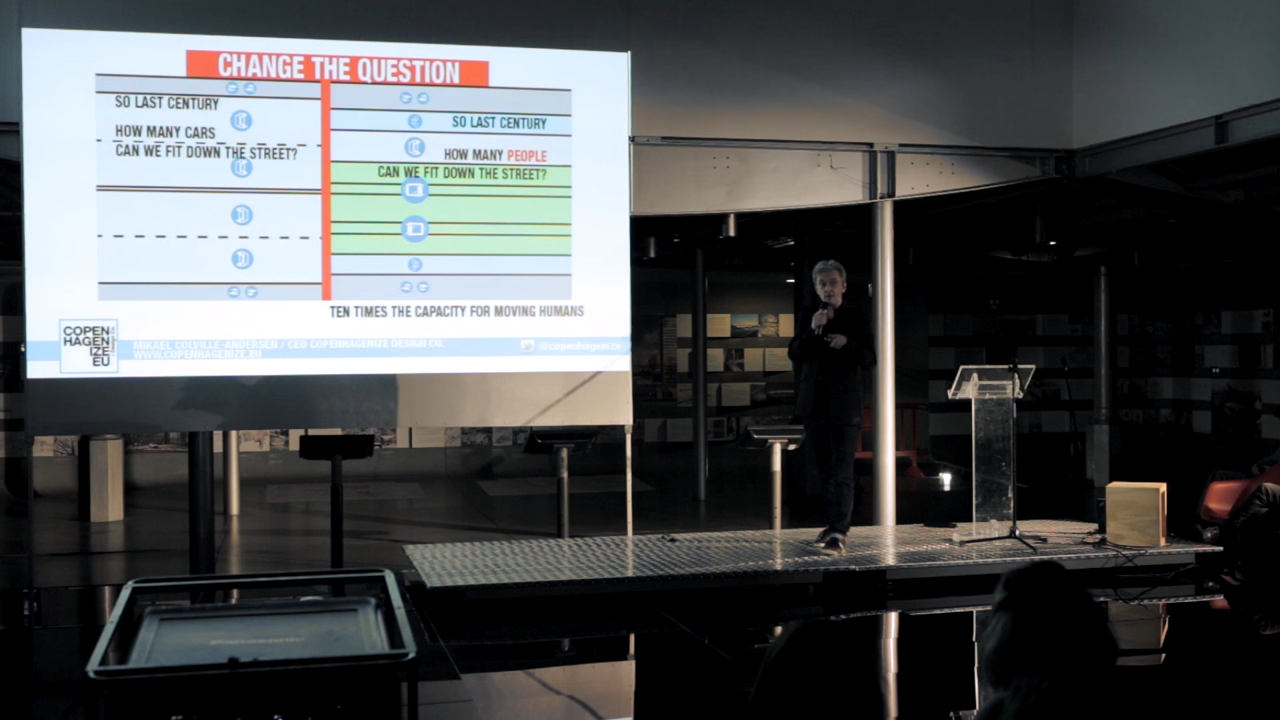 CHANGE THE QUESTION
SO LAST CENTURY
HOW MANY CARS
CAN WE FIT DOWN THE STREET?
SO LAST CENTURY
HOW MANY PEOPLE
CAN WE FIT DOWN THE STREET?
TEN TIMES THE CAPACITY FOR MOVING HUMANS
COPEN
HAGEN
IZE
EU
MIKAEL COLVILLE-ANDERSEN / CEO COPENHAGENIZE DESIGN CO.
WWW.COPENHAGENIZE.EU
@copenhagenize